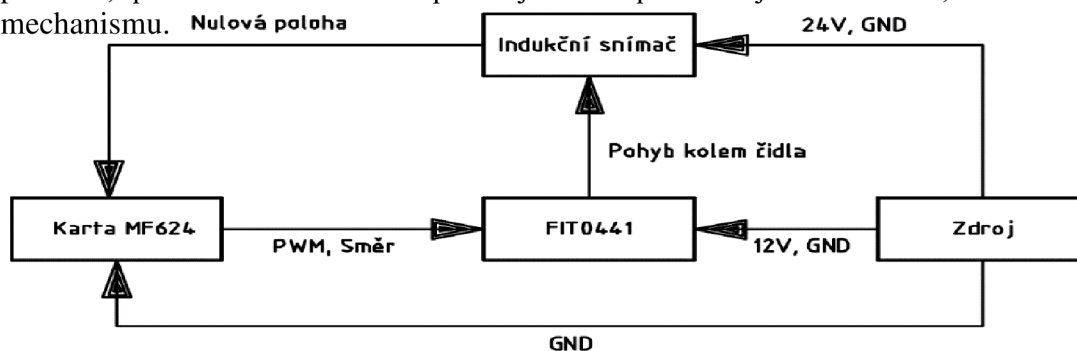 mechanismu.
Nulová poloha
Indukční snímač
24V, GND
Pohyb kolem čidla
Karta MF624
PWM, Směr
FIT0441
12V, GND
Zdroj
GND